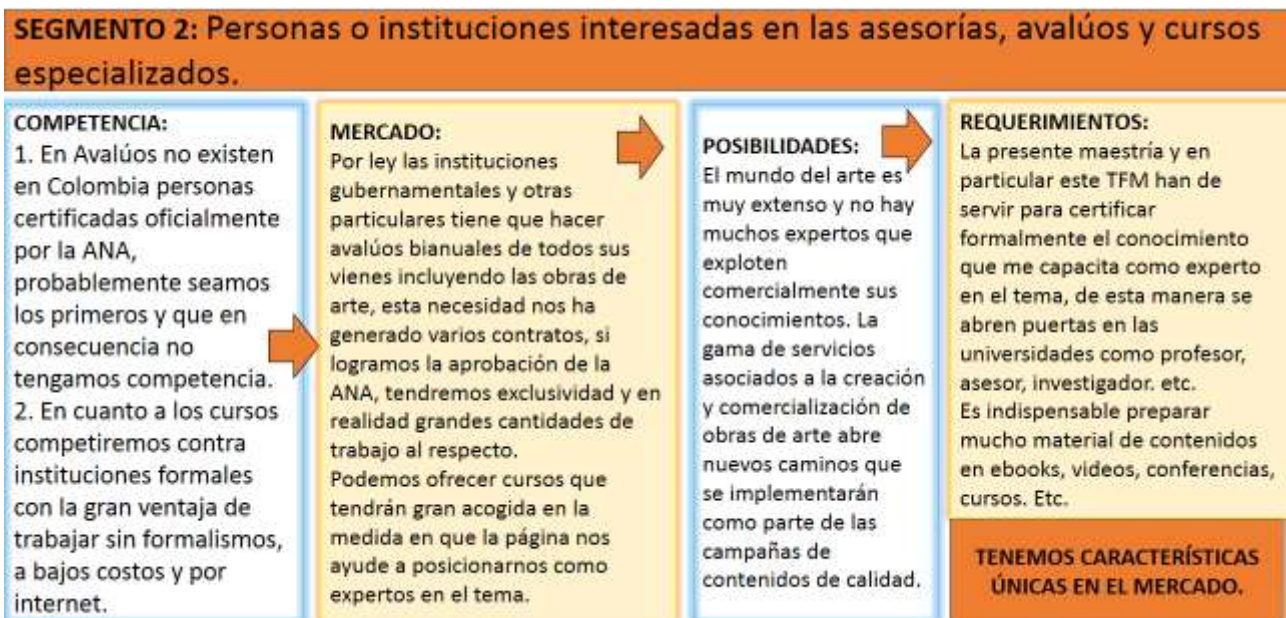 SEGMENTO 2: Personas o instituciones interesadas en las asesorías, avalúos y cursos
especializados.
COMPETENCIA:
1. En Avalúos no existen
en Colombia personas
certificadas oficialmente
por la ANA,
probablemente seamos
los primeros y que en
consecuencia no
tengamos competencia.
2. En cuanto a los cursos
competiremos contra
instituciones formales
con la gran ventaja de
trabajar sin formalismos,
a bajos costos y por
internet.
MERCADO:
Por ley las instituciones
gubernamentales y otras
particulares tiene que hacer
avalúos bianuales de todos sus
vienes incluyendo las obras de
arte, esta necesidad nos ha
generado varios contratos, si
logramos la aprobación de la
ANA, tendremos exclusividad y en
realidad grandes cantidades de
trabajo al respecto.
Podemos ofrecer cursos que
tendrán gran acogida en la
medida en que la página nos
ayude a posicionarnos como
expertos en el tema.
POSIBILIDADES:
El mundo del arte es
muy extenso y no hay
muchos expertos que
exploten
comercialmente sus
conocimientos. La
gama de servicios
asociados a la creación
y comercialización de
obras de arte abre
nuevos caminos que
se implementarán
como parte de las
campañas de
contenidos de calidad.
REQUERIMIENTOS:
La presente maestría y en
particular este TFM han de
servir para certificar
formalmente el conocimiento
que me capacita como experto
en el tema, de esta manera se
abren puertas en las
universidades como profesor,
asesor, investigador. etc.
Es indispensable preparar
mucho material de contenidos
en ebooks, videos, conferencias,
cursos. Etc.
TENEMOS CARACTERÍSTICAS
ÚNICAS EN EL MERCADO.